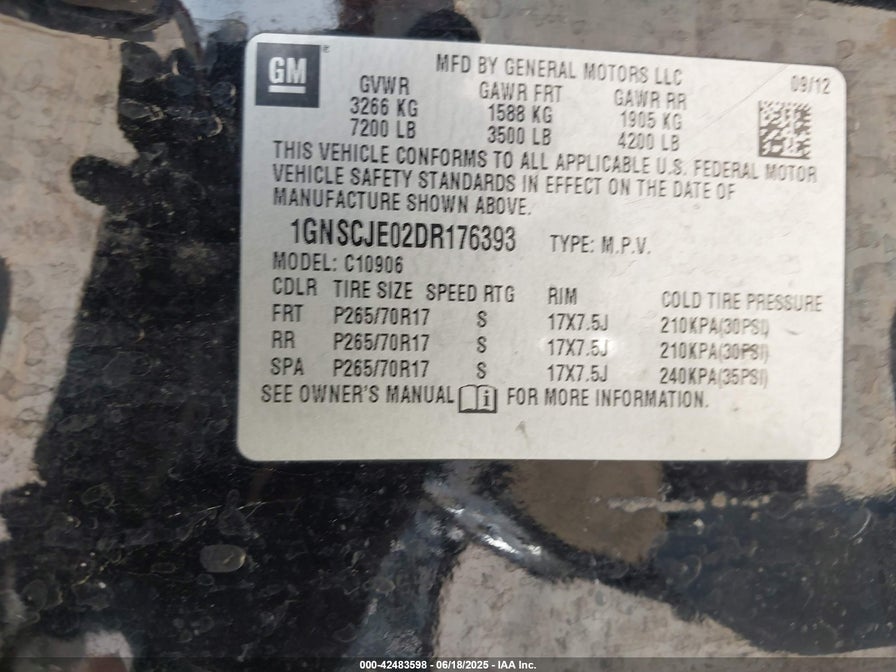 GM ®
MFD BY GENERAL MOTORS LLC
09/12
GVWR GAWR FRT GAWR RR
3266 KG 1588 KG 1905 KG
7200 LB 3500 LB 4200 LB
THIS VEHICLE CONFORMS TO ALL APPLICABLE U.S. FEDERAL MOTOR
VEHICLE SAFETY STANDARDS IN EFFECT ON THE DATE OF
MANUFACTURE SHOWN ABOVE.
1GNSCJE02DR176393 TYPE: M.P.V.
MODEL: C10906
CDLR TIRE SIZE SPEED RTG RIM COLD TIRE PRESSURE
FRT P265/70R17 S 17X7.5J 210KPA(30PSI)
RR P265/70R17 S 17X7.5J 210KPA(30PSI)
SPA P265/70R17 S 17X7.5J 240KPA(35PSI)
SEE OWNER'S MANUAL i FOR MORE INFORMATION.
000-42483598 - 06/18/2025 - IAA Inc.